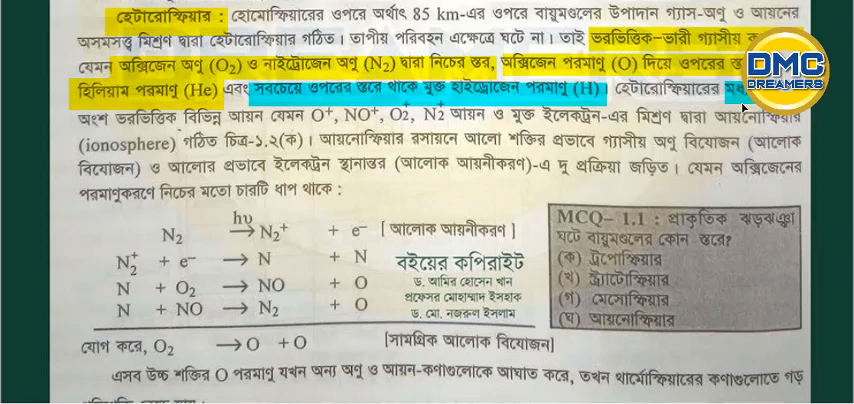 হেটারোস্ফিয়ার : হোমোস্ফিয়ারের ওপরে অর্থাৎ 85 km-এর ওপরে বায়ুমণ্ডলের উপাদান গ্যাস-অণু ও আয়নের
অসমসত্ত্ব মিশ্রণ দ্বারা হেটারোস্ফিয়ার গঠিত। তাপীয় পরিবহন এক্ষেত্রে ঘটে না। তাই ভরভিত্তিক-ভারী গ্যাসীয়
যেমন অক্সিজেন অণু (O₂) ও নাইট্রোজেন অণু (N₂) দ্বারা নিচের স্তর, অক্সিজেন পরমাণু (O) দিয়ে ওপরের
হিলিয়াম পরমাণু (He) এবং সবচেয়ে ওপরের স্তরে থাকে মুক্ত হাইড্রোজেন পরমাণু (H)। হেটারোস্ফিয়ারের
অংশ ভরভিত্তিক বিভিন্ন আয়ন যেমন O⁺, NO⁺, O₂⁺, N₂⁺ আয়ন ও মুক্ত ইলেকট্রন-এর মিশ্রণ দ্বারা আয়নোস্ফিয়ার
(ionosphere) গঠিত চিত্র-১.২(ক)। আয়নোস্ফিয়ার রসায়নে আলো শক্তির প্রভাবে গ্যাসীয় অণু বিযোজন (আলোক
বিযোজন) ও আলোর প্রভাবে ইলেকট্রন স্থানান্তর (আলোক আয়নীকরণ)-এ দু প্রক্রিয়া জড়িত। যেমন অক্সিজেনের
পরমাণুকরণে নিচের মতো চারটি ধাপ থাকে :
N₂ hυ → N₂⁺ + e⁻ [আলোক আয়নীকরণ]
N₂⁺ + e⁻ → N + N
N + O₂ → NO + O
N + NO → N₂ + O
যোগ করে, O₂ → O + O [সামগ্রিক আলোক বিযোজন]
বইয়ের কপিরাইট
ড. আমির হোসেন খান
প্রফেসর মোহাম্মদ ইসহাক
ড. মো. নজরুল ইসলাম
MCQ- 1.1 : প্রাকৃতিক ঝড়ঝঞ্ঝা
ঘটে বায়ুমণ্ডলের কোন স্তরে?
(ক) ট্রপোস্ফিয়ার
(খ) স্ট্র্যাটোস্ফিয়ার
(গ) মেসোস্ফিয়ার
(ঘ) আয়নোস্ফিয়ার
এসব উচ্চ শক্তির O পরমাণু যখন অন্য অণু ও আয়ন-কণাগুলোকে আঘাত করে, তখন থার্মোস্ফিয়ারের কণাগুলোতে গড়
DMC
DREAMERS